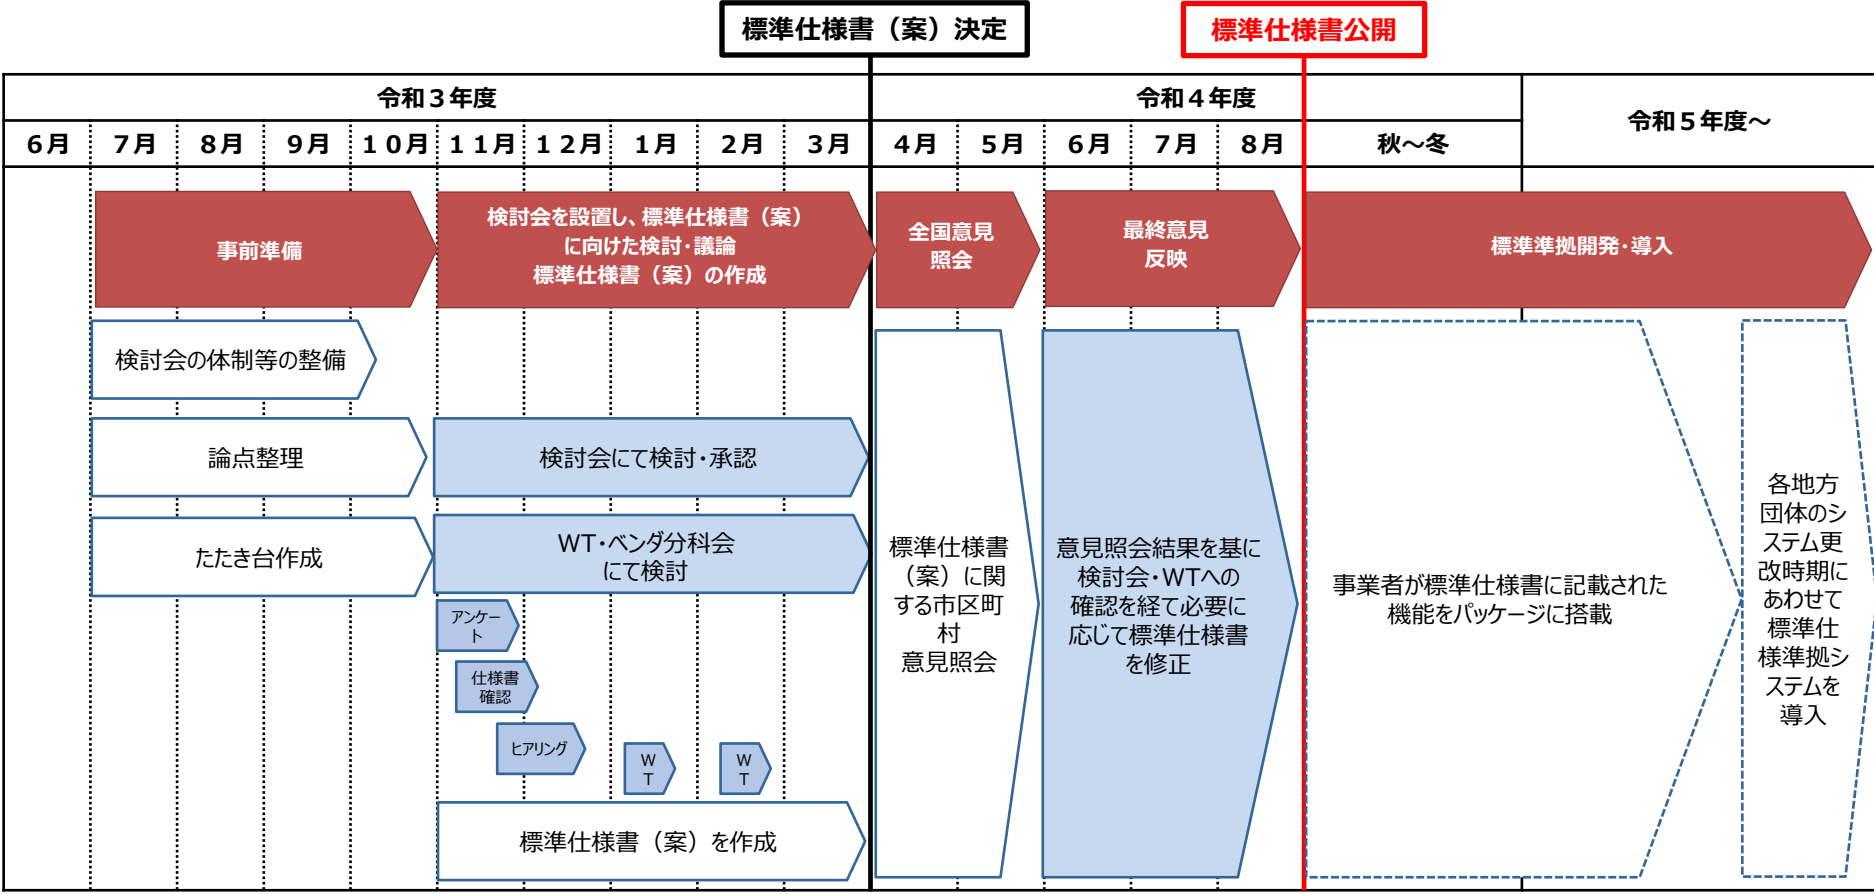 標準仕様書（案）決定
標準仕様書公開
令和３年度
令和４年度
令和５年度～
６月
７月
８月
９月
１０月
１１月
１２月
１月
２月
３月
４月
５月
６月
７月
８月
秋～冬
事前準備
検討会を設置し、標準仕様書（案）
に向けた検討・議論
標準仕様書（案）の作成
全国意見
照会
最終意見
反映
標準準拠開発・導入
検討会の体制等の整備
論点整理
検討会にて検討・承認
たたき台作成
WT・ベンダ分科会
にて検討
アンケー
ト
仕様書
確認
ヒアリング
W
T
W
T
標準仕様書（案）を作成
標準仕様書
（案）に関
する市区町
村
意見照会
意見照会結果を基に
検討会・WTへの
確認を経て必要に
応じて標準仕様書
を修正
事業者が標準仕様書に記載された
機能をパッケージに搭載
各地方
団体のシ
ステム更
改時期に
あわせて
標準仕
様準拠シ
ステムを
導入